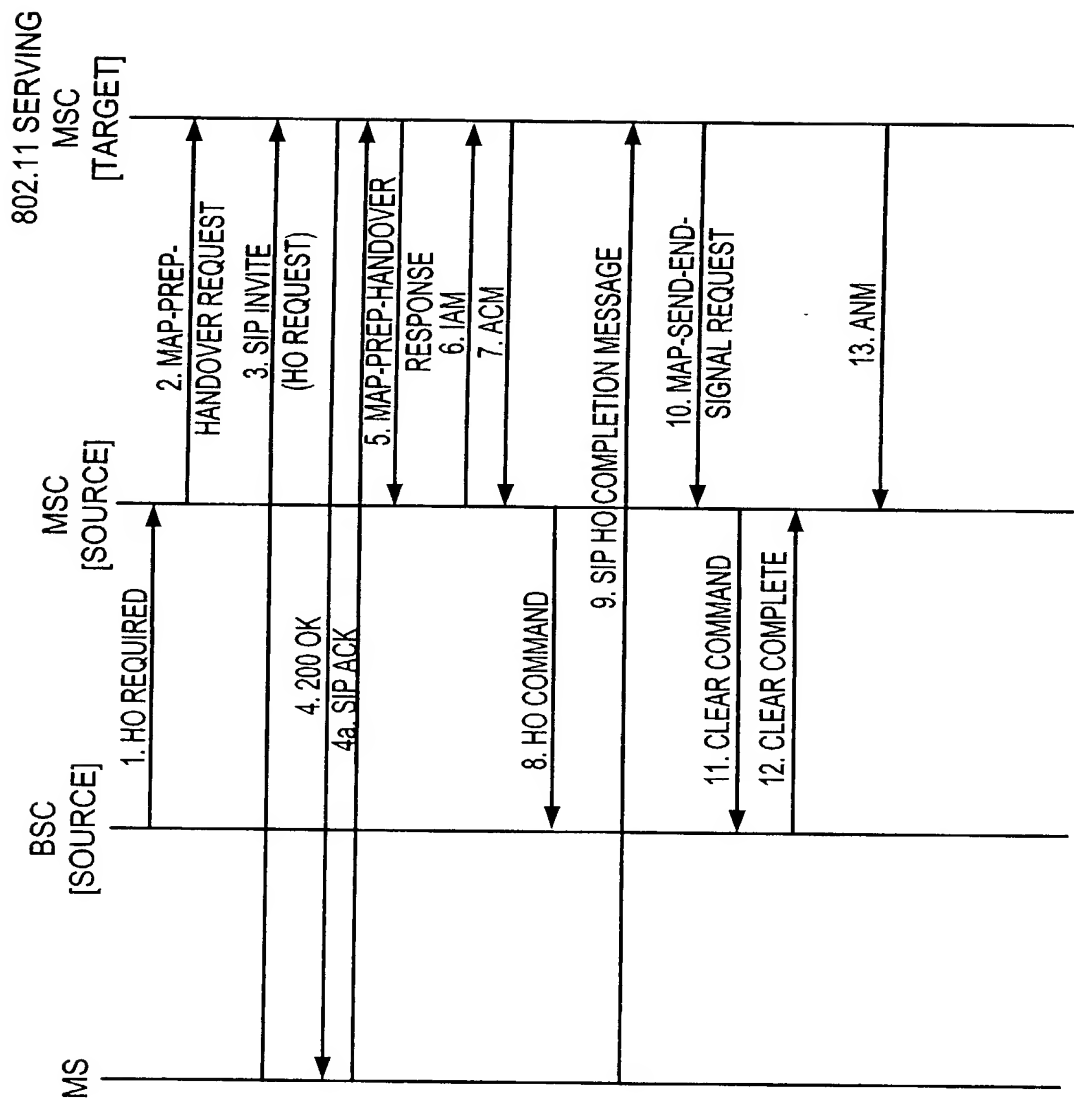 MS
BSC
[SOURCE]
MSC
[SOURCE]
802.11 SERVING
MSC
[TARGET]
1. HO REQUIRED
2. MAP-PREP-
HANDOVER REQUEST
3. SIP INVITE
(HO REQUEST)
4. 200 OK
4a. SIP ACK
5. MAP-PREP-HANDOVER
RESPONSE
6. IAM
7. ACM
8. HO COMMAND
9. SIP HO COMPLETION MESSAGE
10. MAP-SEND-END-
SIGNAL REQUEST
11. CLEAR COMMAND
12. CLEAR COMPLETE
13. ANM